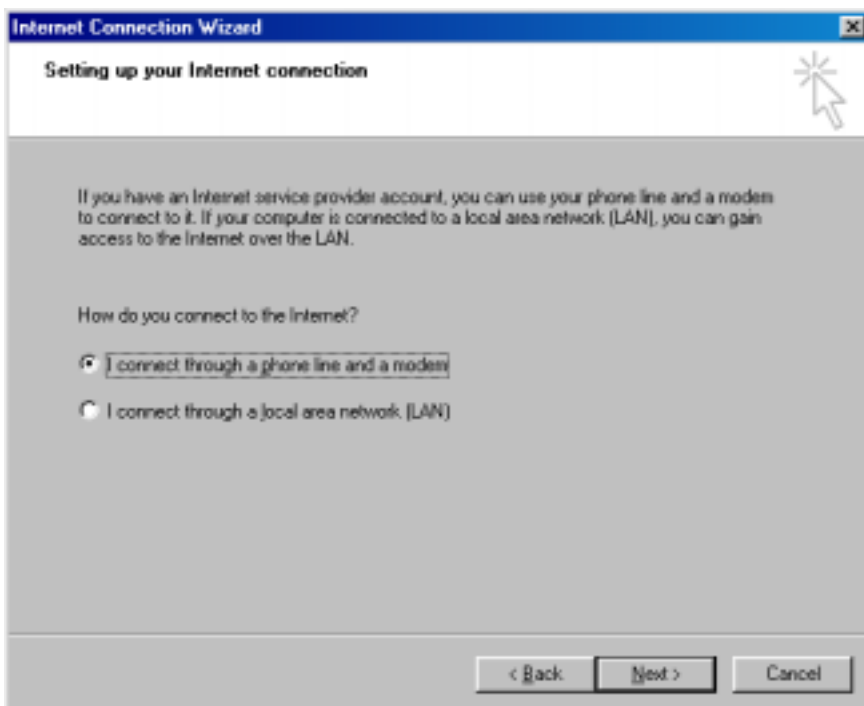 Internet Connection Wizard
Setting up your Internet connection
If you have an Internet service provider account, you can use your phone line and a modem
to connect to it. If your computer is connected to a local area network (LAN), you can gain
access to the Internet over the LAN.
How do you connect to the Internet?
I connect through a phone line and a modem
I connect through a local area network (LAN)
< Back Next > Cancel